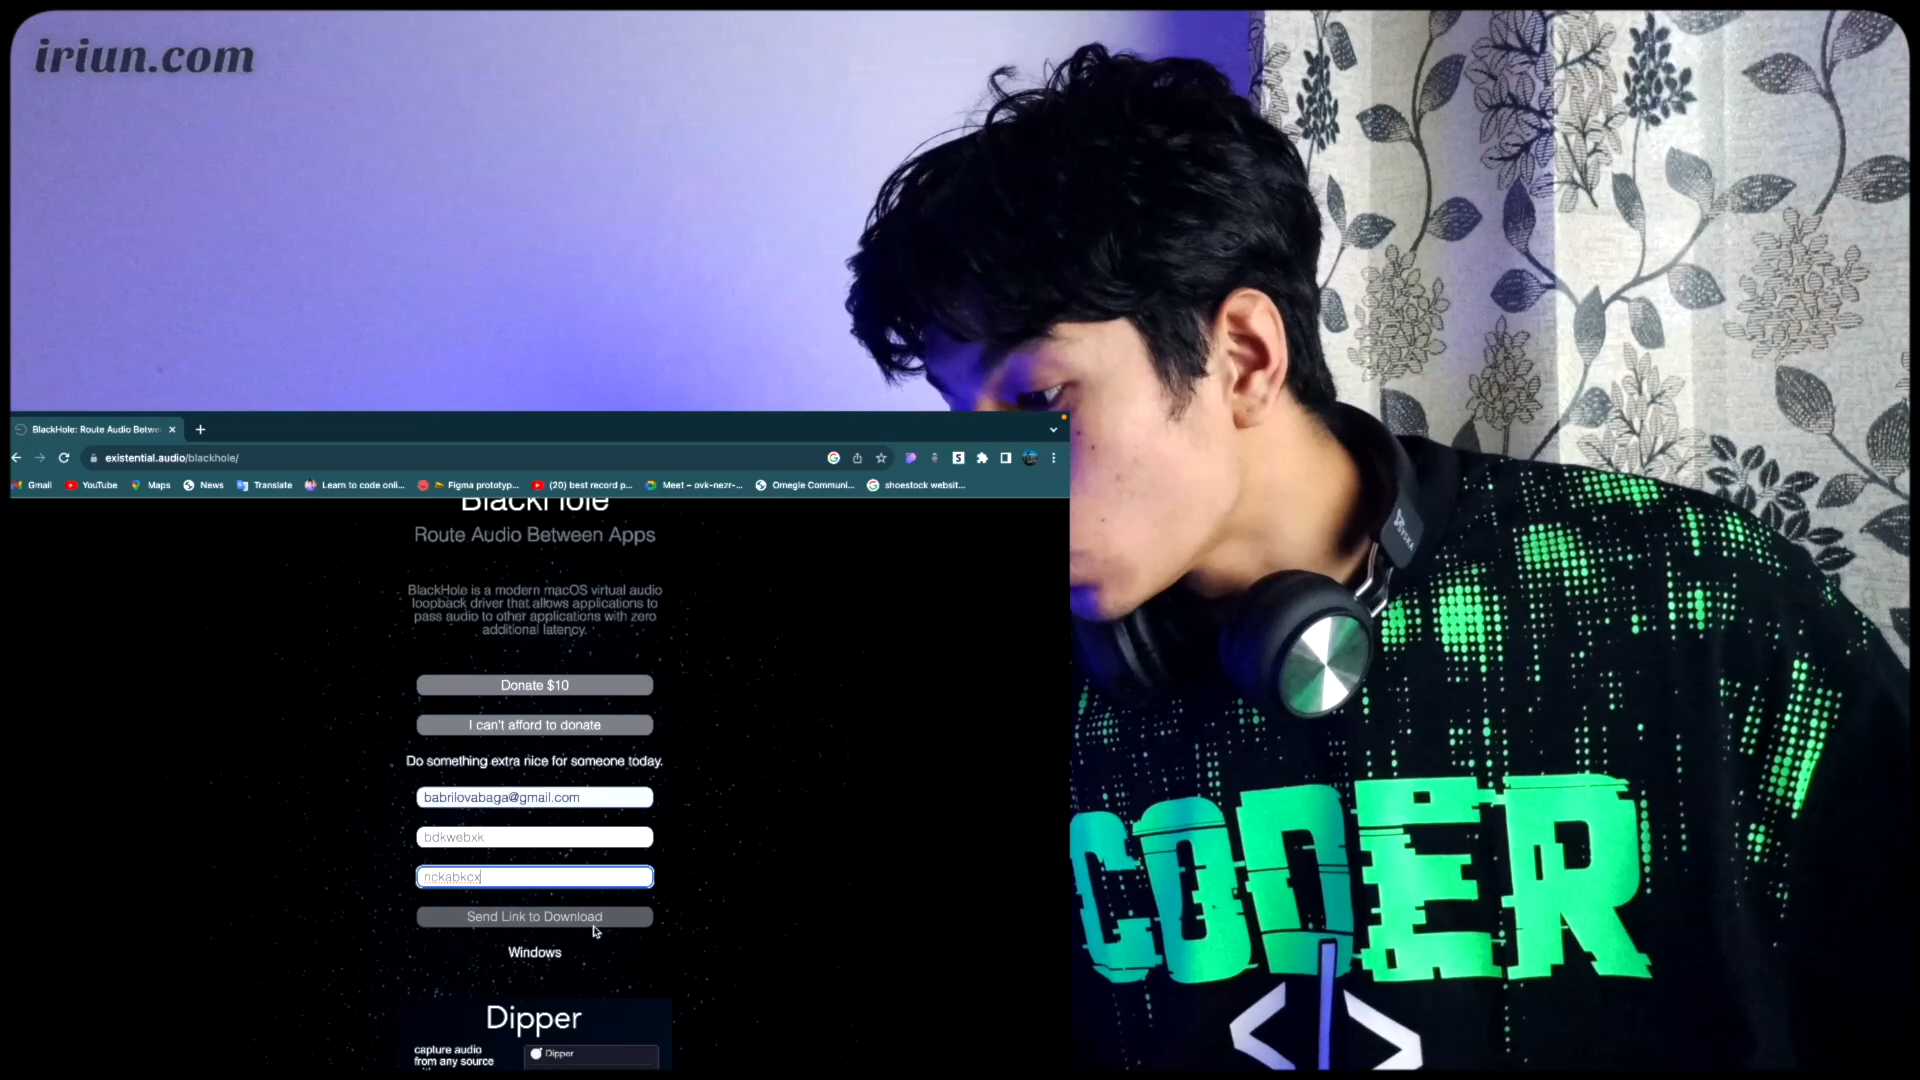 iriun.com
BlackHole: Route Audio Betwe
existential.audio/blackhole/
Gmail
YouTube
Maps
News
Translate
Learn to code onli...
Figma prototyp...
(20) best record p...
Meet – ovk-nezr-...
Omegle Communi...
shoestock websit...
BlackHole
Route Audio Between Apps
BlackHole is a modern macOS virtual audio
loopback driver that allows applications to
pass audio to other applications with zero
additional latency.
Donate $10
I can't afford to donate
Do something extra nice for someone today.
babrilovabaga@gmail.com
bdkwebxk
nckabkcx
Send Link to Download
Windows
Dipper
capture audio
from any source
Dipper
SYSKA
CODER